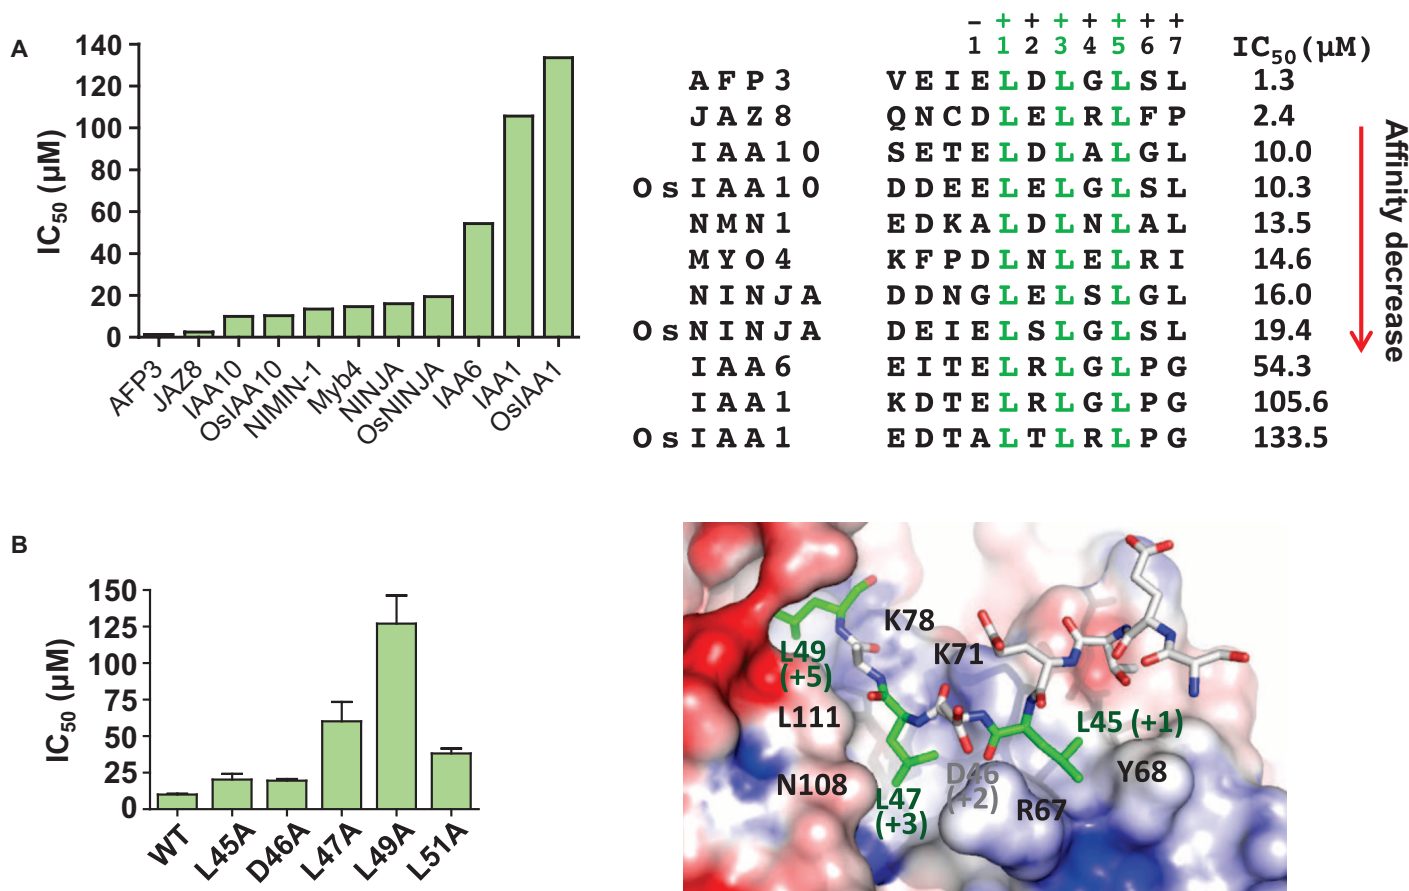 A
IC50 (µM)
140
120
100
80
60
40
20
0
AFP3
JAZ8
IAA10
OsIAA10
NIMIN-1
Myb4
NINJA
OsNINJA
IAA6
IAA1
OsIAA1
− + + + + + + +
1 1 2 3 4 5 6 7 IC50(µM)
AFP3 VEIELDLGLSL 1.3
JAZ8 QNCDLELRLFP 2.4
IAA10 SETELDLALGL 10.0
OsIAA10 DDEELELGLSL 10.3
NMN1 EDKALDLNLAL 13.5
MYO4 KFPDLNLELRI 14.6
NINJA DDNGLELSLGL 16.0
OsNINJA DEIELSLGLSL 19.4
IAA6 EITELRLGLPG 54.3
IAA1 KDTELRLGLPG 105.6
OsIAA1 EDTALTLRLPG 133.5
Affinity decrease
B
IC50 (µM)
150
125
100
75
50
25
0
WT
L45A
D46A
L47A
L49A
L51A
K78
K71
L49
(+5)
L111
L45 (+1)
N108
D46
(+2)
Y68
L47
(+3)
R67